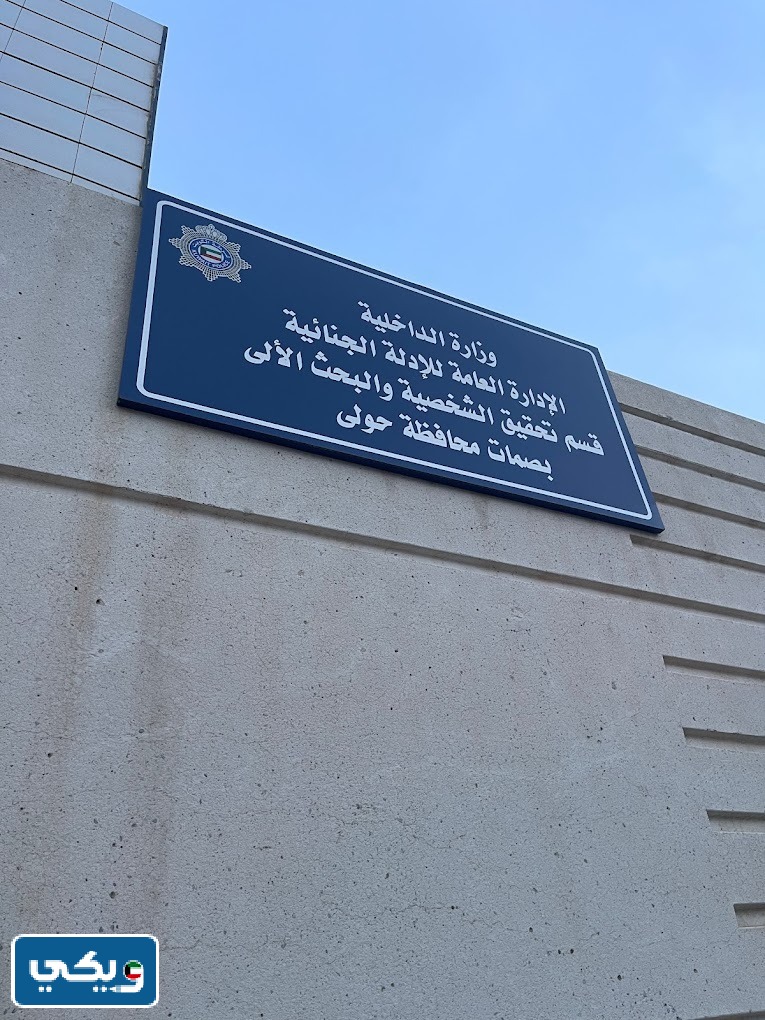 وزارة الداخلية
الإدارة العامة للإدلة الجنائية
قسم تحقيق الشخصية والبحث الألى
بصمات محافظة حولى
ويكي